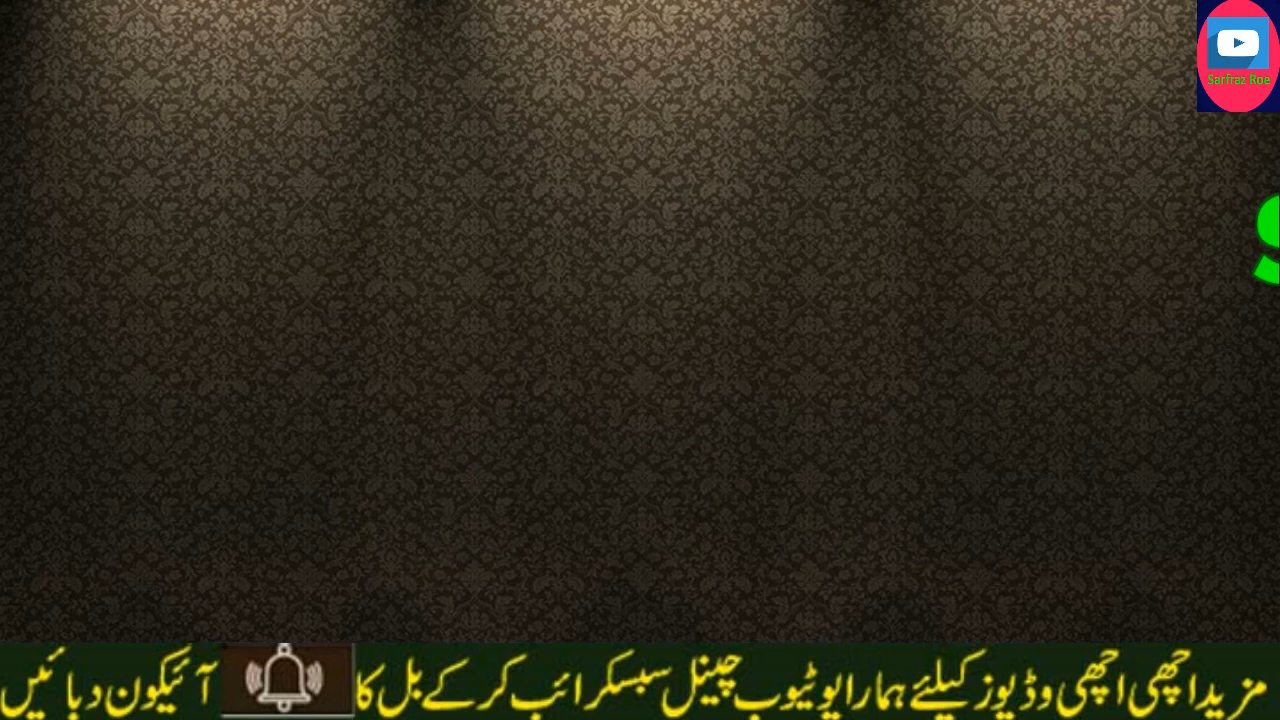 Sarfraz Roe
S
مزید اچھی اچھی وڈیوز کیلئے ہمارا یوٹیوب چینل سبسکرائب کر کے بل کا آئیکون دبائیں